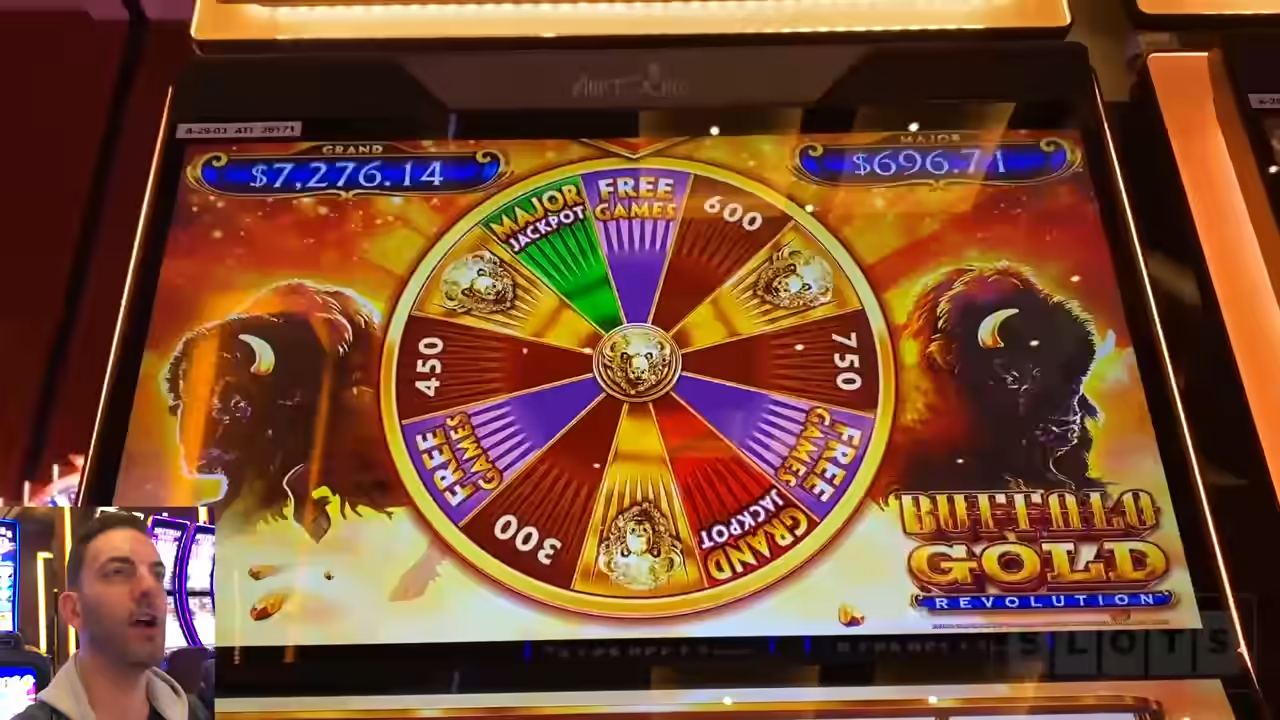 GRAND
$7,276.14
MAJOR
$696.71
MAJOR
JACKPOT
FREE
GAMES
600
750
FREE
GAMES
GRAND
JACKPOT
300
FREE
GAMES
450
BUFFALO
GOLD
REVOLUTION
SLOTS